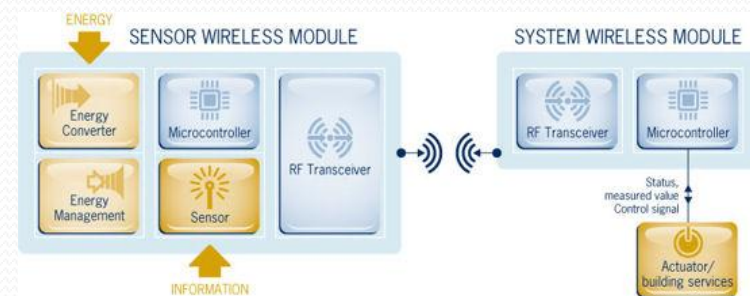 ENERGY
SENSOR WIRELESS MODULE
SYSTEM WIRELESS MODULE
Energy
Converter
Microcontroller
RF Transceiver
Energy
Management
Sensor
INFORMATION
RF Transceiver
Microcontroller
Status,
measured value
Control signal
Actuator/
building services